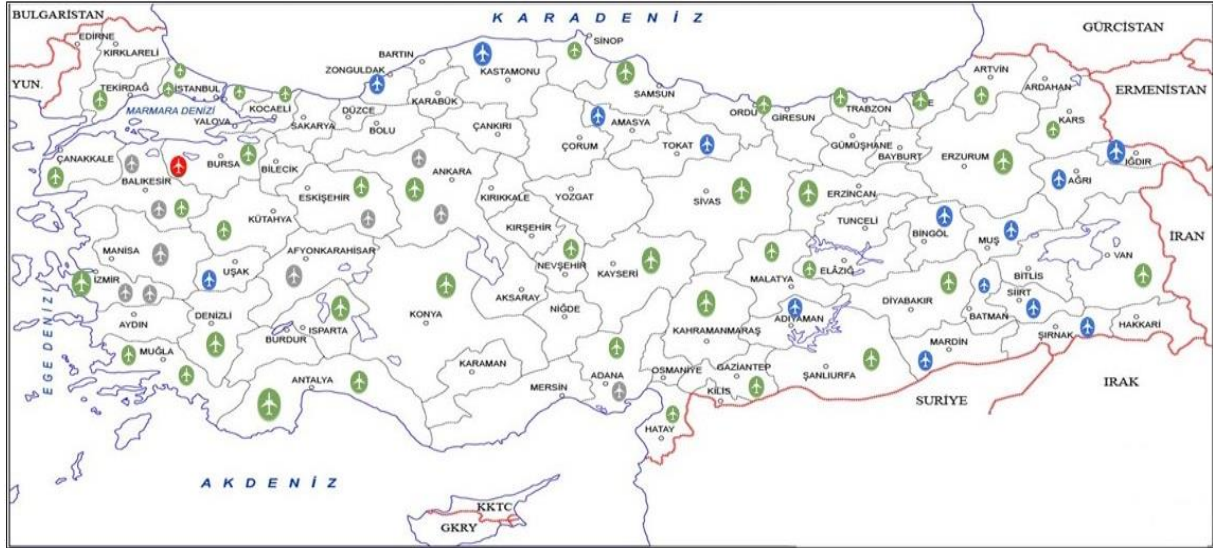 KARADENİZ
BULGARİSTAN
GÜRCİSTAN
EDİRNE
KIRKLARELİ
SİNOP
BARTIN
ZONGULDAK
KASTAMONU
ARTVİN
ARDAHAN
YUN.
TEKİRDAĞ
İSTANBUL
SAMSUN
ERMENİSTAN
MARMARA DENİZİ
KOCAELİ
DÜZCE
KARABÜK
ORDU
GİRESUN
TRABZON
E
YALOVA
SAKARYA
BOLU
ÇANKIRI
AMASYA
KARS
ÇORUM
TOKAT
GÜMÜŞHANE
BAYBURT
ÇANAKKALE
BURSA
BİLECİK
ERZURUM
IĞDIR
BALIKESİR
ANKARA
AĞRI
ESKİŞEHİR
KIRIKKALE
YOZGAT
SİVAS
ERZİNCAN
KÜTAHYA
TUNCELİ
İRAN
KIRŞEHİR
BİNGÖL
MUŞ
MANİSA
AFYONKARAHİSAR
VAN
UŞAK
NEVŞEHİR
KAYSERİ
MALATYA
ELÂZIĞ
BİTLİS
İZMİR
AKSARAY
SİİRT
EGE DENİZİ
DİYABAKIR
BATMAN
AYDIN
DENİZLİ
ISPARTA
KONYA
NİĞDE
ADIYAMAN
HAKKARİ
BURDUR
KAHRAMANMARAŞ
ŞIRNAK
MARDİN
MUĞLA
KARAMAN
OSMANİYE
GAZİANTEP
ŞANLIURFA
ANTALYA
MERSİN
ADANA
KİLİS
IRAK
SURİYE
HATAY
AKDENİZ
KKTC
GKRY